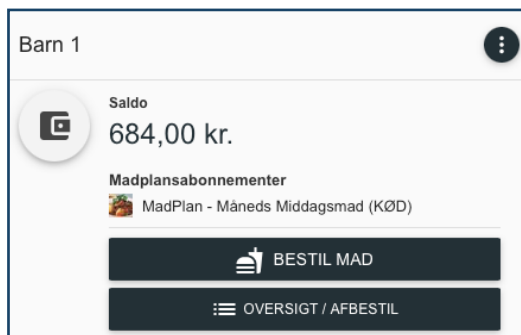 Barn 1
Saldo
684,00 kr.
Madplansabonnementer
MadPlan - Måneds Middagsmad (KØD)
BESTIL MAD
OVERSIGT / AFBESTIL